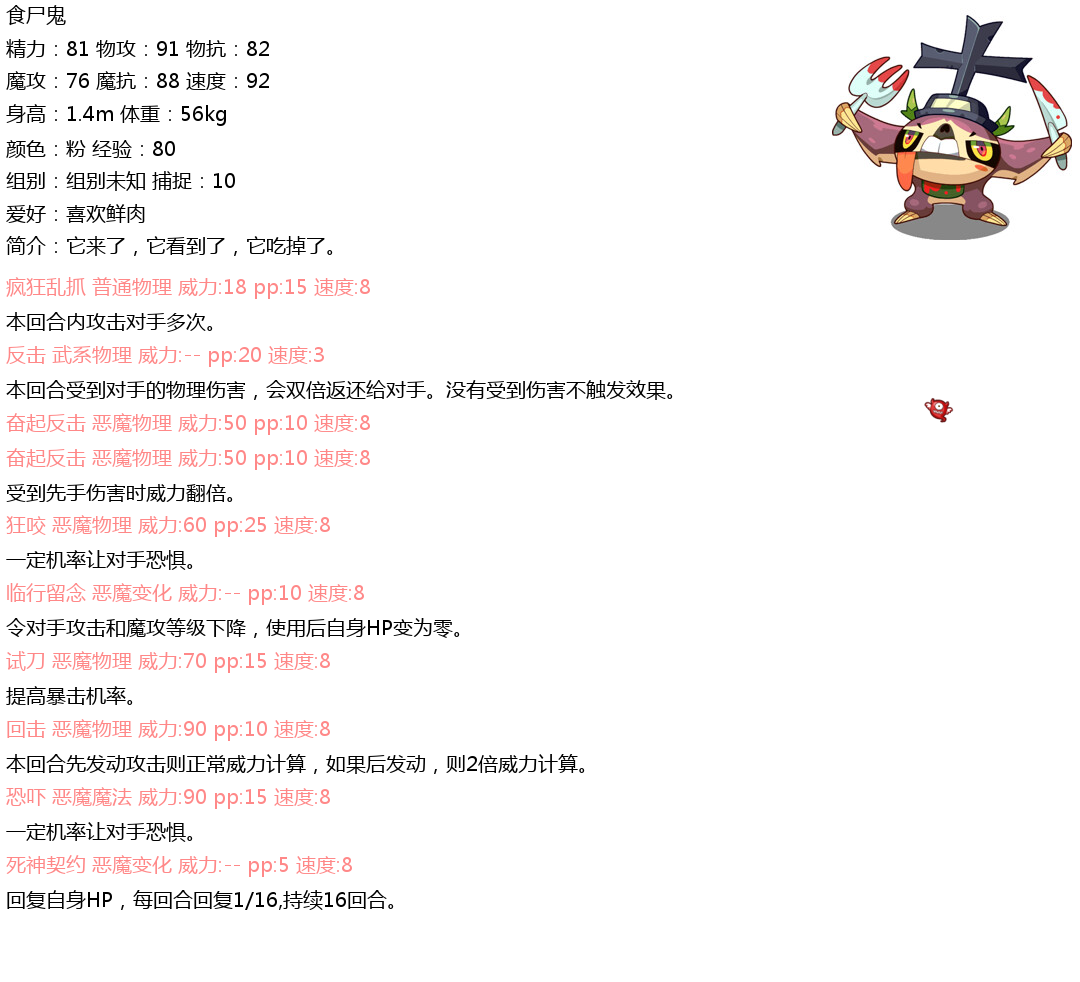 食尸鬼
精力：81 物攻：91 物抗：82
魔攻：76 魔抗：88 速度：92
身高：1.4m 体重：56kg
颜色：粉 经验：80
组别：组别未知 捕捉：10
爱好：喜欢鲜肉
简介：它来了，它看到了，它吃掉了。
疯狂乱抓 普通物理 威力:18 pp:15 速度:8
本回合内攻击对手多次。
反击 武系物理 威力:-- pp:20 速度:3
本回合受到对手的物理伤害，会双倍返还给对手。没有受到伤害不触发效果。
奋起反击 恶魔物理 威力:50 pp:10 速度:8
奋起反击 恶魔物理 威力:50 pp:10 速度:8
受到先手伤害时威力翻倍。
狂咬 恶魔物理 威力:60 pp:25 速度:8
一定机率让对手恐惧。
临行留念 恶魔变化 威力:-- pp:10 速度:8
令对手攻击和魔攻等级下降，使用后自身HP变为零。
试刀 恶魔物理 威力:70 pp:15 速度:8
提高暴击机率。
回击 恶魔物理 威力:90 pp:10 速度:8
本回合先发动攻击则正常威力计算，如果后发动，则2倍威力计算。
恐吓 恶魔魔法 威力:90 pp:15 速度:8
一定机率让对手恐惧。
死神契约 恶魔变化 威力:-- pp:5 速度:8
回复自身HP，每回合回复1/16,持续16回合。